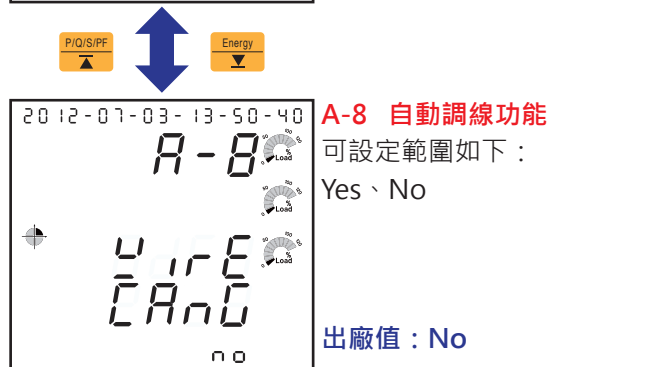 P/Q/S/PF
Energy
2012-07-03-13-50-40
A-8
Load
Load
Load
WirE
CAnG
no
A-8 自動調線功能
可設定範圍如下：
Yes、No
出廠值：No